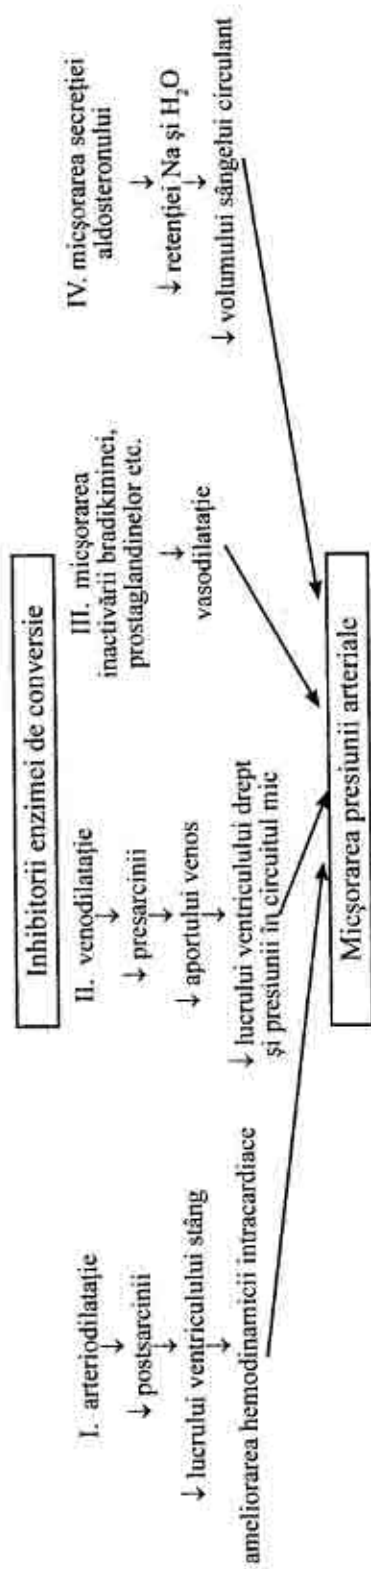 Inhibitorii enzimei de conversie
I. arteriodilatație
↓ postsarcinii
↓ lucrului ventriculului stâng
ameliorarea hemodinamicii intracardiace
II. venodilatație
↓ presarcinii
↓ aportului venos
↓ lucrului ventriculului drept
și presiunii în circuitul mic
III. micșorarea
inactivării bradikininei,
prostaglandinelor etc.
vasodilatație
IV. micșorarea secreției
aldosteronului
↓ retenției Na și H₂O
↓ volumului sângelui circulant
Micșorarea presiunii arteriale